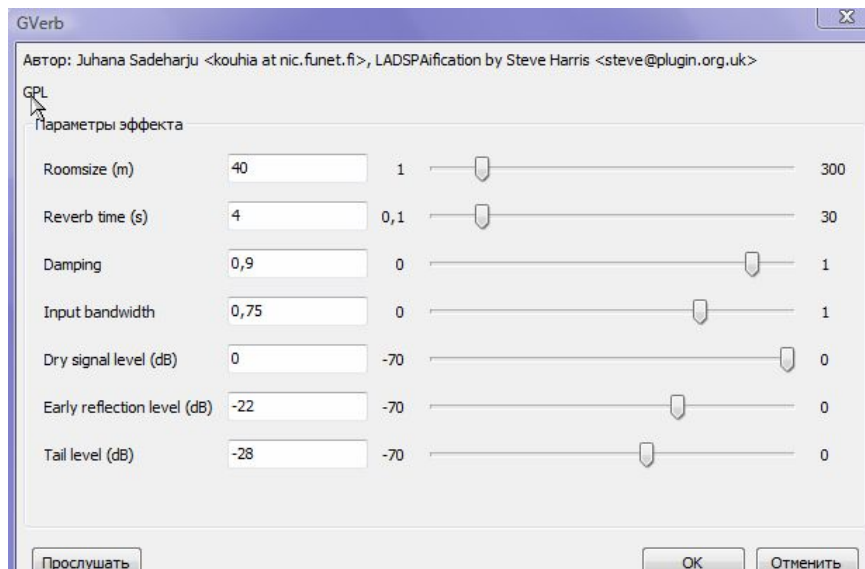 GVerb
Автор: Juhana Sadeharju <kouhia at nic.funet.fi>, LADSPAification by Steve Harris <steve@plugin.org.uk>
GPL
Параметры эффекта
Roomsize (m) 40 1 300
Reverb time (s) 4 0,1 30
Damping 0,9 0 1
Input bandwidth 0,75 0 1
Dry signal level (dB) 0 -70 0
Early reflection level (dB) -22 -70 0
Tail level (dB) -28 -70 0
Прослушать OK Отменить